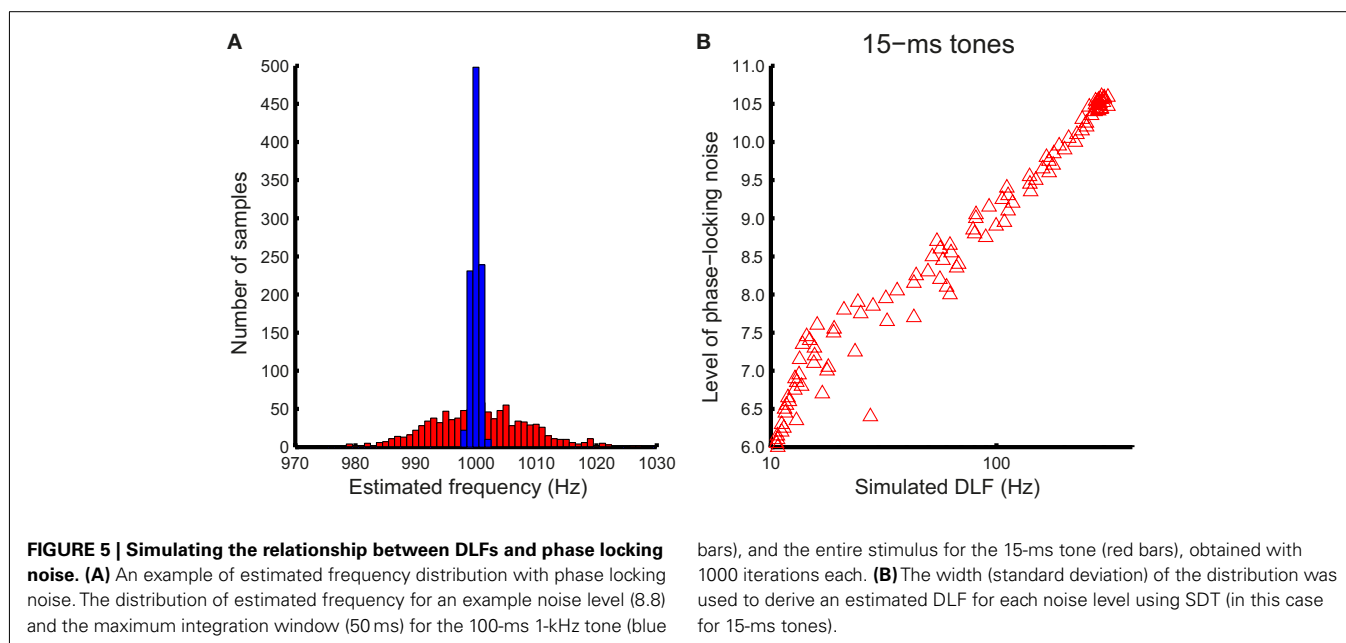 A
500
450
400
350
300
250
200
150
100
50
0
Number of samples
970 980 990 1000 1010 1020 1030
Estimated frequency (Hz)
B
15−ms tones
11.0
10.5
10.0
9.5
9.0
8.5
8.0
7.5
7.0
6.5
6.0
Level of phase−locking noise
10 100
Simulated DLF (Hz)
FIGURE 5 | Simulating the relationship between DLFs and phase locking
noise. (A) An example of estimated frequency distribution with phase locking
noise. The distribution of estimated frequency for an example noise level (8.8)
and the maximum integration window (50 ms) for the 100-ms 1-kHz tone (blue
bars), and the entire stimulus for the 15-ms tone (red bars), obtained with
1000 iterations each. (B) The width (standard deviation) of the distribution was
used to derive an estimated DLF for each noise level using SDT (in this case
for 15-ms tones).